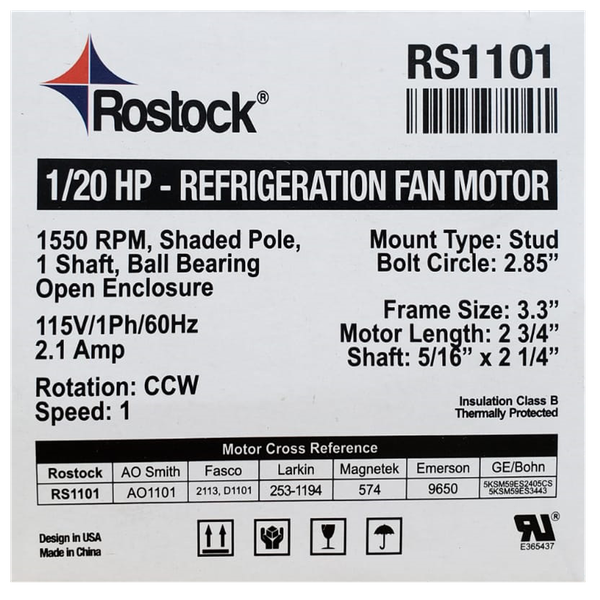 Rostock®
RS1101
1/20 HP - REFRIGERATION FAN MOTOR
1550 RPM, Shaded Pole,
1 Shaft, Ball Bearing
Open Enclosure
115V/1Ph/60Hz
2.1 Amp
Rotation: CCW
Speed: 1
Mount Type: Stud
Bolt Circle: 2.85”
Frame Size: 3.3”
Motor Length: 2 3/4”
Shaft: 5/16” x 2 1/4”
Insulation Class B
Thermally Protected
Motor Cross Reference
Rostock AO Smith Fasco Larkin Magnetek Emerson GE/Bohn
RS1101 AO1101 2113, D1101 253-1194 574 9650 5KSM59ES2405CS
5KSM59ES3443
Design in USA
Made in China
RU®
E365437